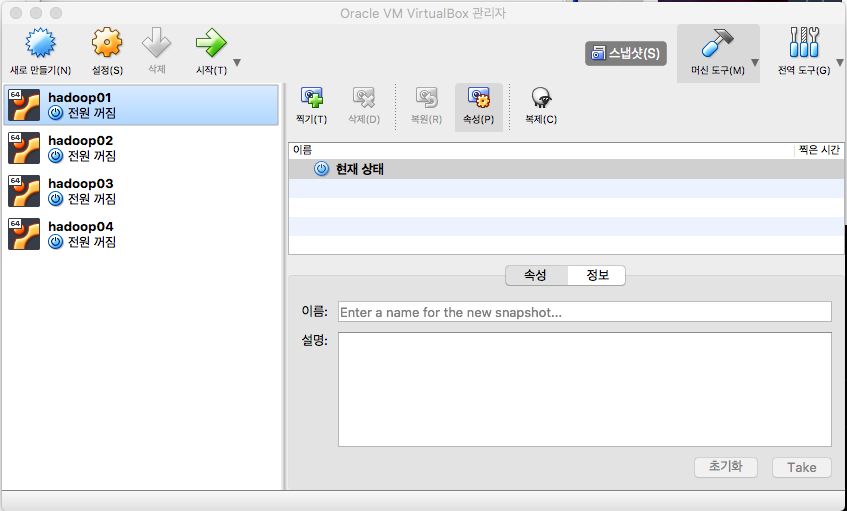 Oracle VM VirtualBox 관리자
새로 만들기(N) 설정(S) 삭제 시작(T) 스냅샷(S) 머신 도구(M) 전역 도구(G)
64 hadoop01
전원 꺼짐
64 hadoop02
전원 꺼짐
64 hadoop03
전원 꺼짐
64 hadoop04
전원 꺼짐
찍기(T) 삭제(D) 복원(R) 속성(P) 복제(C)
이름 찍은 시간
현재 상태
속성 정보
이름: Enter a name for the new snapshot...
설명:
초기화 Take